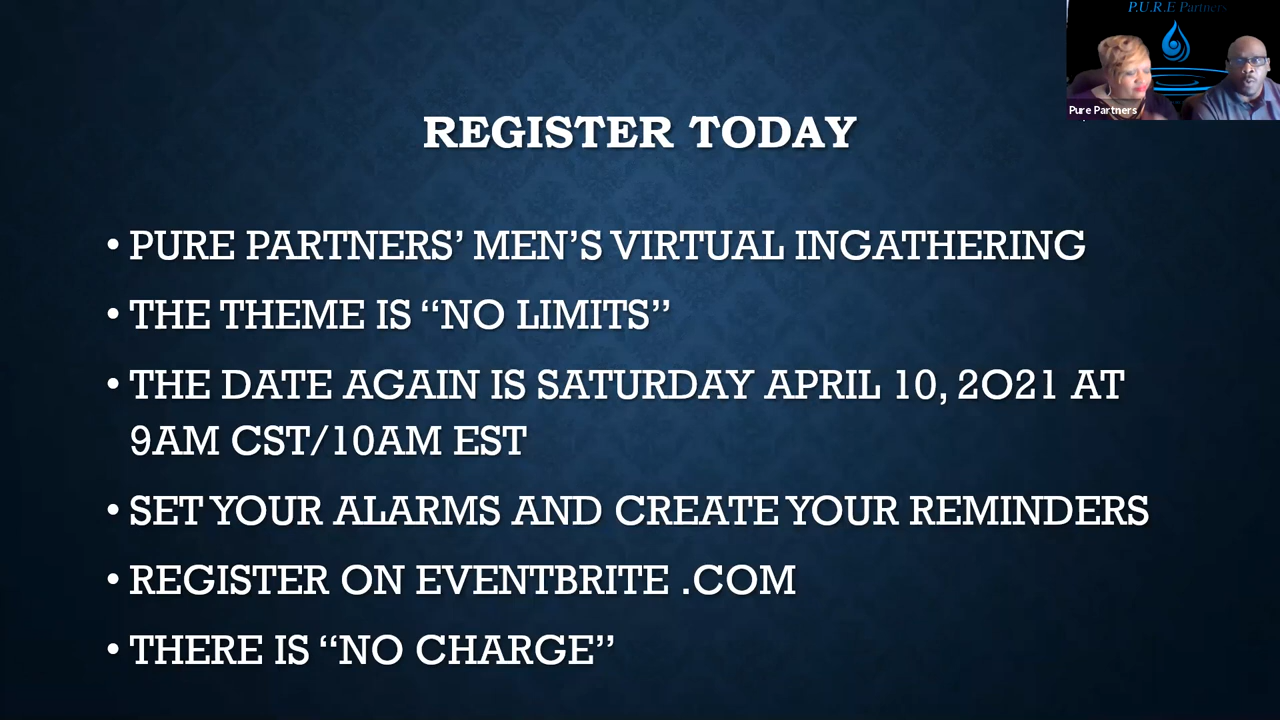 P.U.R.E Partners
Pure Partners
REGISTER TODAY
• PURE PARTNERS’ MEN’S VIRTUAL INGATHERING
• THE THEME IS “NO LIMITS”
• THE DATE AGAIN IS SATURDAY APRIL 10, 2O21 AT
9AM CST/10AM EST
• SET YOUR ALARMS AND CREATE YOUR REMINDERS
• REGISTER ON EVENTBRITE .COM
• THERE IS “NO CHARGE”